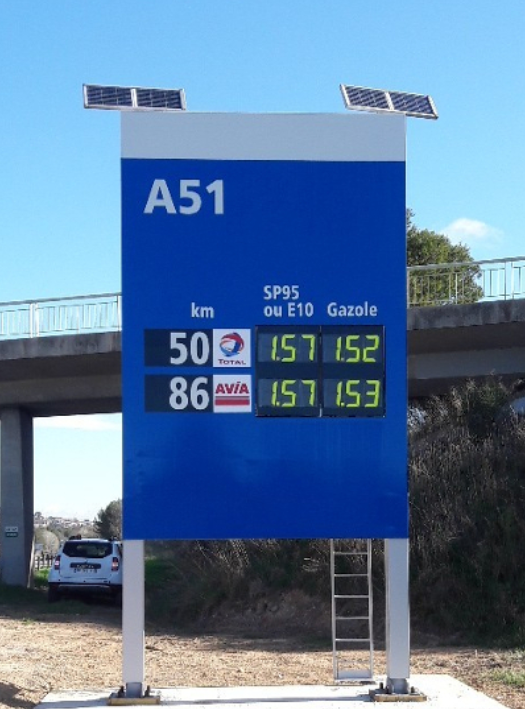 A51
km
SP95
ou E10 Gazole
50 TOTAL 1.57 1.52
86 AVIA 1.57 1.53